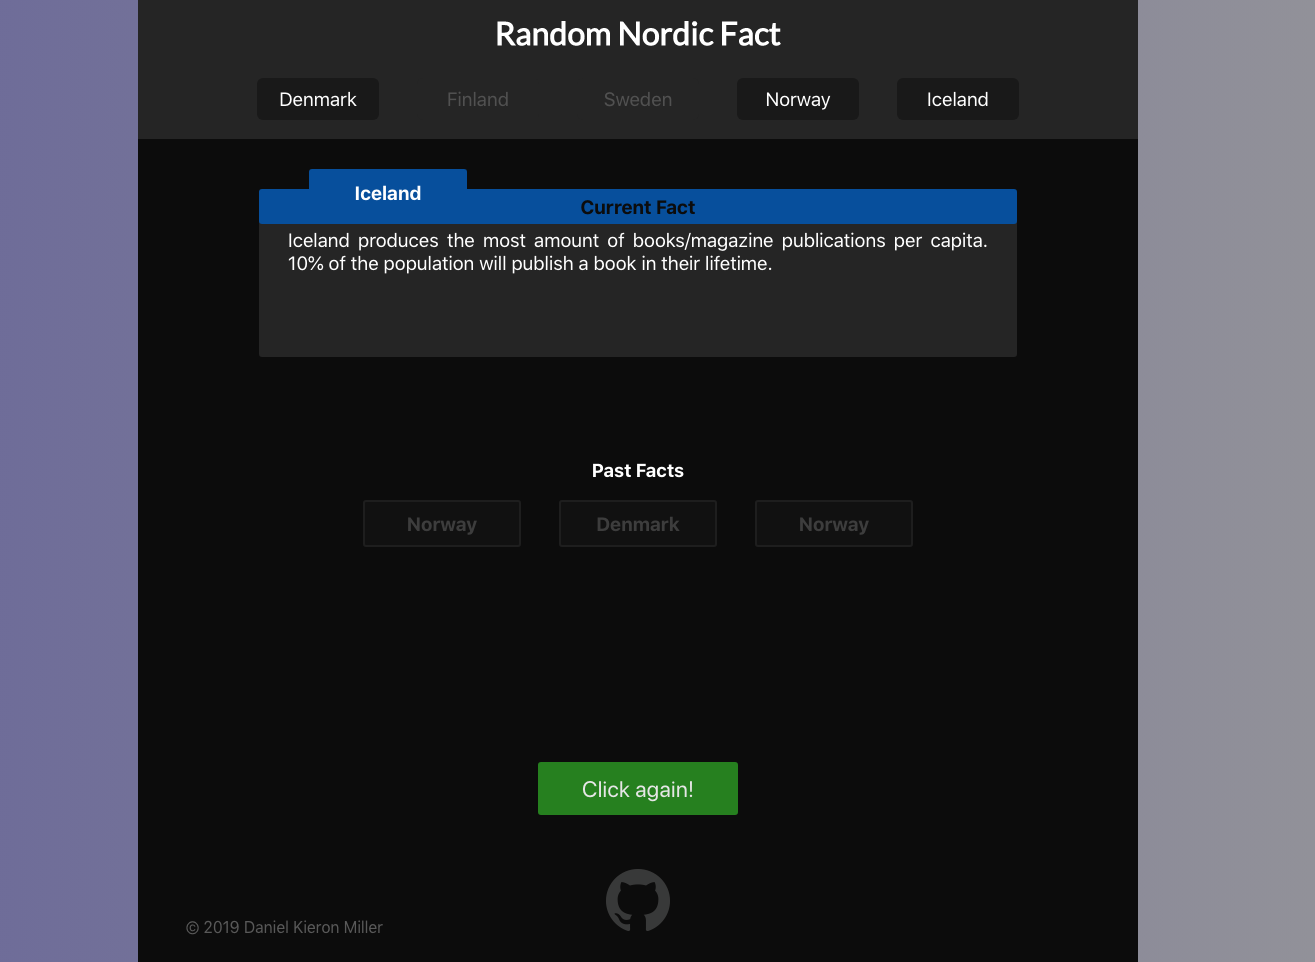 Random Nordic Fact
Denmark Finland Sweden Norway Iceland
Iceland
Current Fact
Iceland produces the most amount of books/magazine publications per capita.
10% of the population will publish a book in their lifetime.
Past Facts
Norway Denmark Norway
Click again!
© 2019 Daniel Kieron Miller